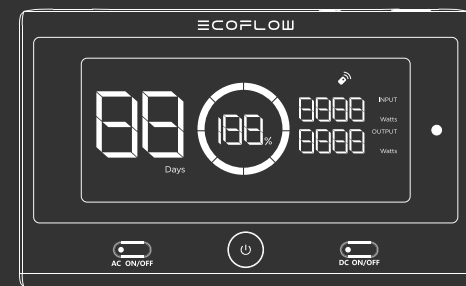 ECOFLOW
88
Days
188%
8888
INPUT
Watts
8888
OUTPUT
Watts
AC ON/OFF
DC ON/OFF